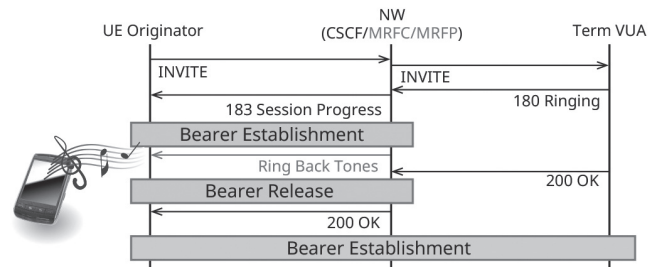 NW
UE Originator
(CSCF/MRFC/MRFP)
Term VUA
INVITE
INVITE
183 Session Progress
180 Ringing
Bearer Establishment
Ring Back Tones
200 OK
Bearer Release
200 OK
Bearer Establishment